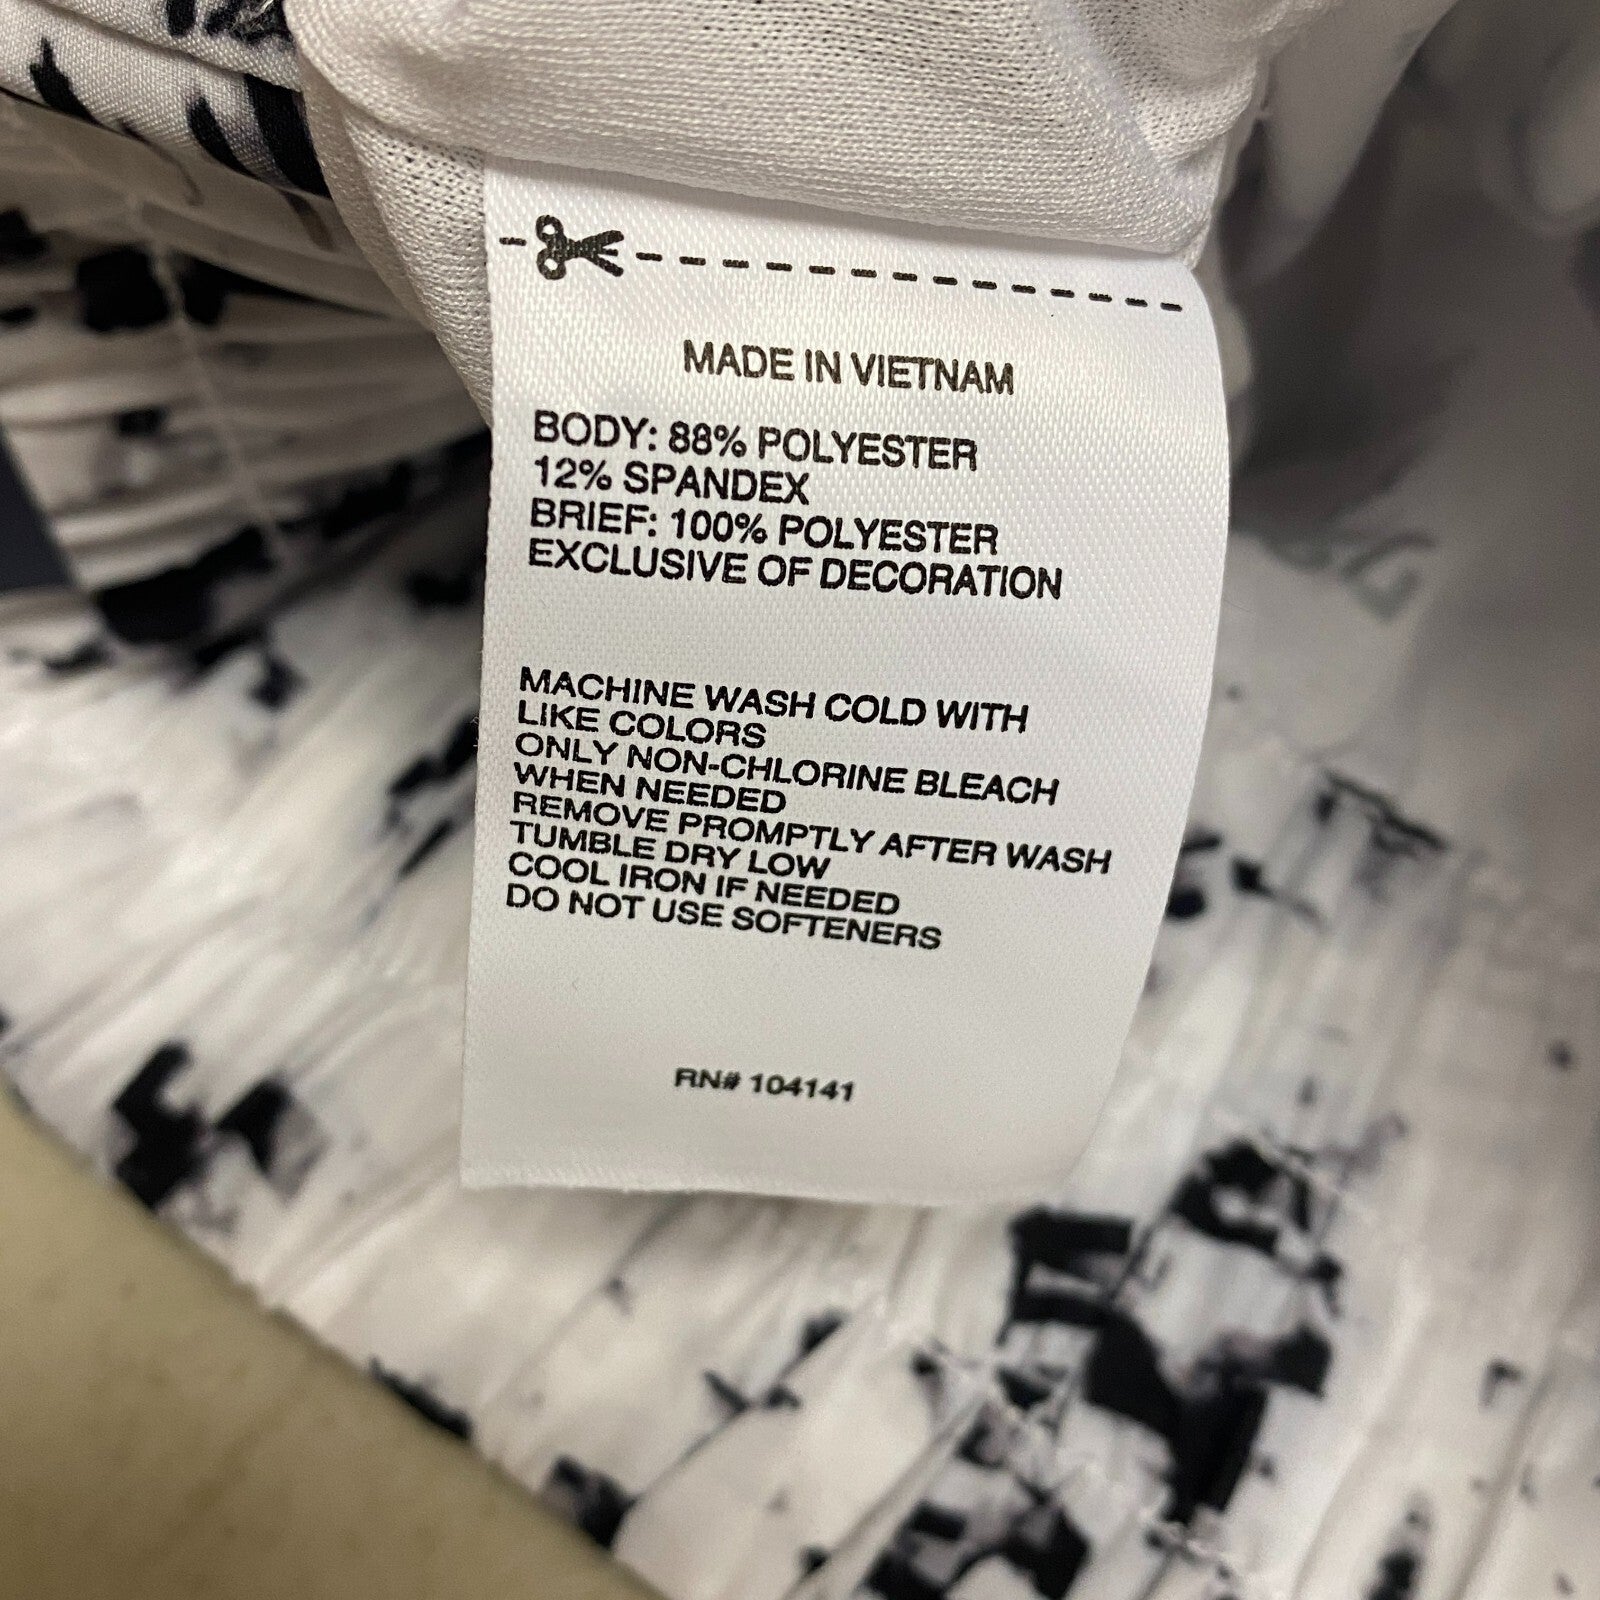 MADE IN VIETNAM
BODY: 88% POLYESTER
12% SPANDEX
BRIEF: 100% POLYESTER
EXCLUSIVE OF DECORATION
MACHINE WASH COLD WITH
LIKE COLORS
ONLY NON-CHLORINE BLEACH
WHEN NEEDED
REMOVE PROMPTLY AFTER WASH
TUMBLE DRY LOW
COOL IRON IF NEEDED
DO NOT USE SOFTENERS
RN# 104141